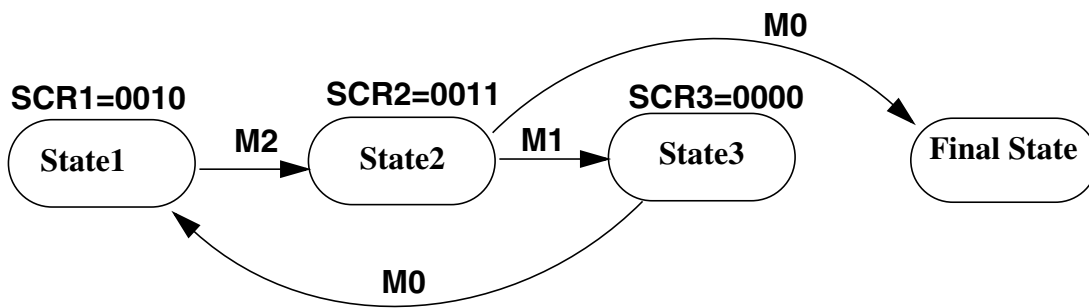 M0
SCR1=0010
SCR2=0011
SCR3=0000
State1
M2
State2
M1
State3
Final State
M0